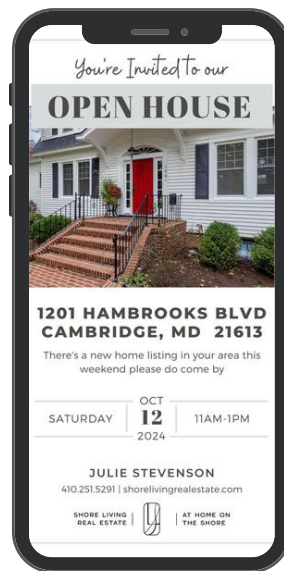 You're Invited to our
OPEN HOUSE
1201 HAMBROOKS BLVD
CAMBRIDGE, MD 21613
There's a new home listing in your area this
weekend please do come by
OCT
SATURDAY 12 11AM-1PM
2024
JULIE STEVENSON
410.251.5291 | shorelivingrealestate.com
SHORE LIVING
REAL ESTATE
AT HOME ON
THE SHORE